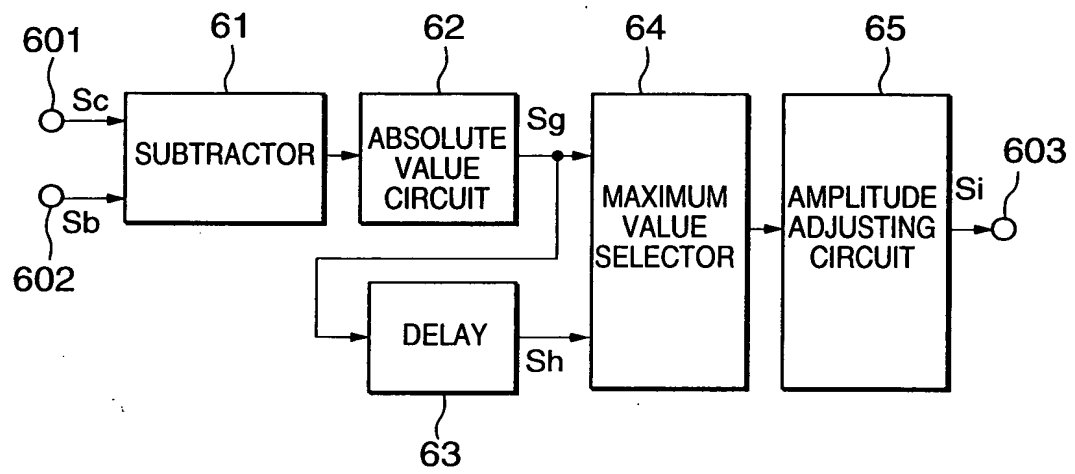 601
61
62
64
65
Sc
SUBTRACTOR
ABSOLUTE
VALUE
CIRCUIT
Sg
MAXIMUM
VALUE
SELECTOR
AMPLITUDE
ADJUSTING
CIRCUIT
Si
603
Sb
602
DELAY
Sh
63